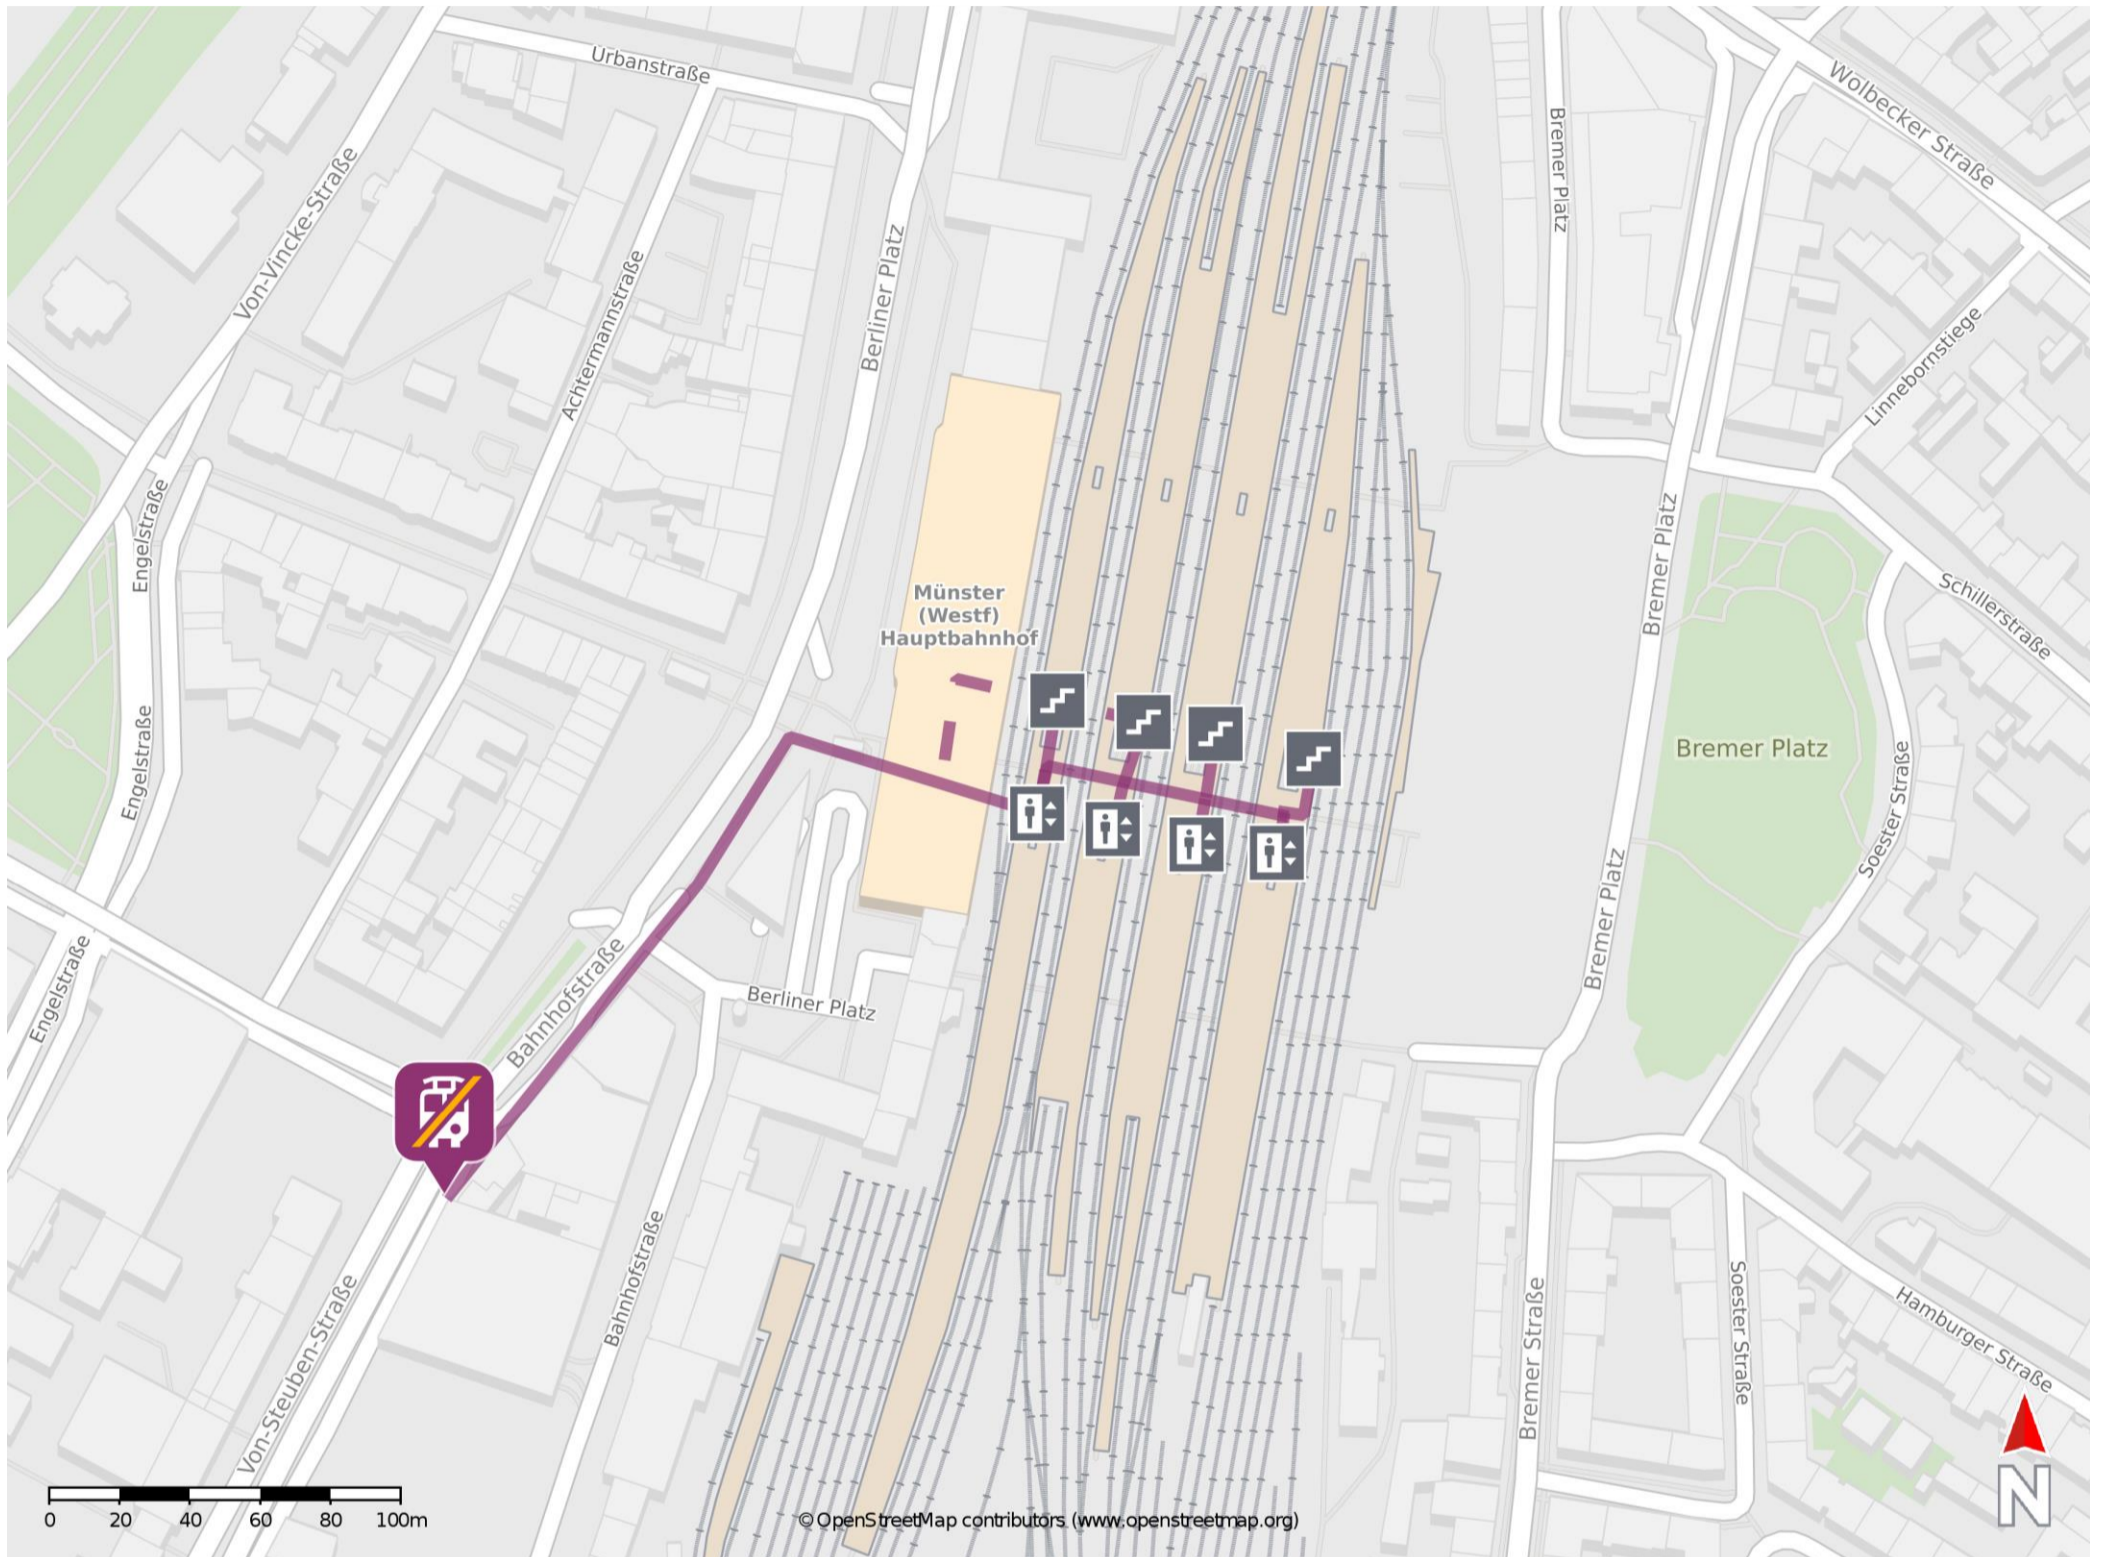 Urbanstraße
Wolbecker Straße
Bremer Platz
Von-Vincke-Straße
Achtermannstraße
Berliner Platz
Linnebornstiege
Engelstraße
Bremer Platz
Schillerstraße
Münster
(Westf)
Hauptbahnhof
Engelstraße
Bremer Platz
Soester Straße
Bremer Platz
Engelstraße
Bahnhofstraße
Berliner Platz
Bahnhofstraße
Von-Steuben-Straße
Bremer Straße
Soester Straße
Hamburger Straße
N
0 20 40 60 80 100m
©OpenStreetMap contributors (www.openstreetmap.org)